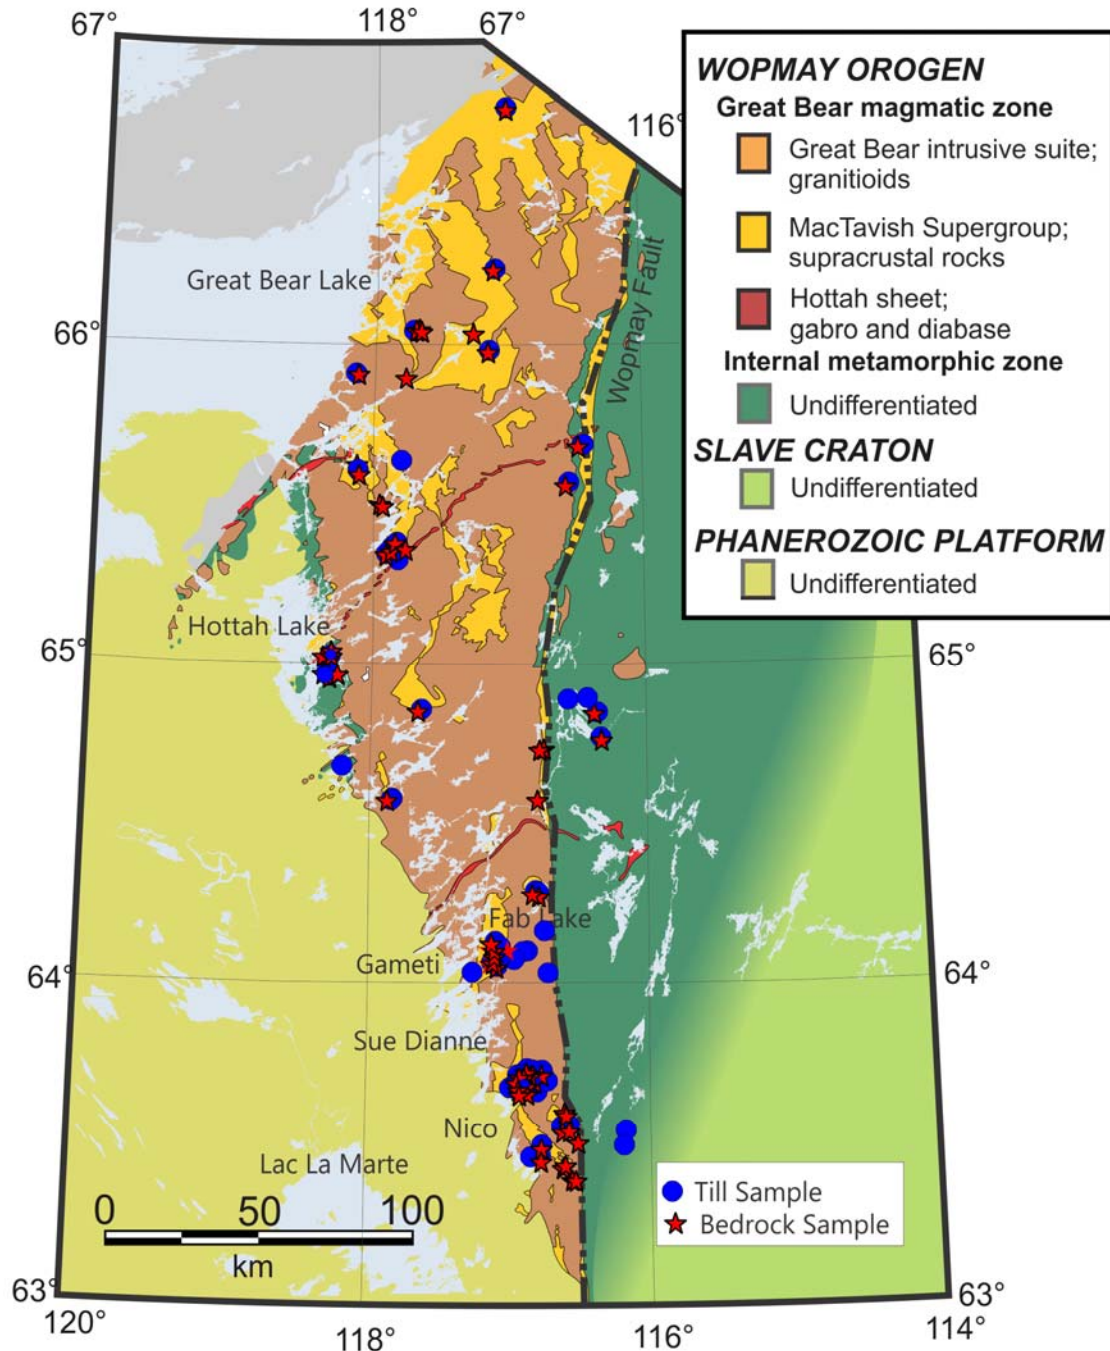 67°
118°
67°
116°
WOPMAY OROGEN
Great Bear magmatic zone
Great Bear intrusive suite;
granitioids
MacTavish Supergroup;
supracrustal rocks
Hottah sheet;
gabro and diabase
Internal metamorphic zone
Undifferentiated
SLAVE CRATON
Undifferentiated
PHANEROZOIC PLATFORM
Undifferentiated
Great Bear Lake
Wopmay Fault
66°
Hottah Lake
65°
65°
Fab Lake
Gameti
64°
64°
Sue Dianne
Nico
Lac La Marte
Till Sample
Bedrock Sample
0 50 100
km
63°
63°
120°
118°
116°
114°